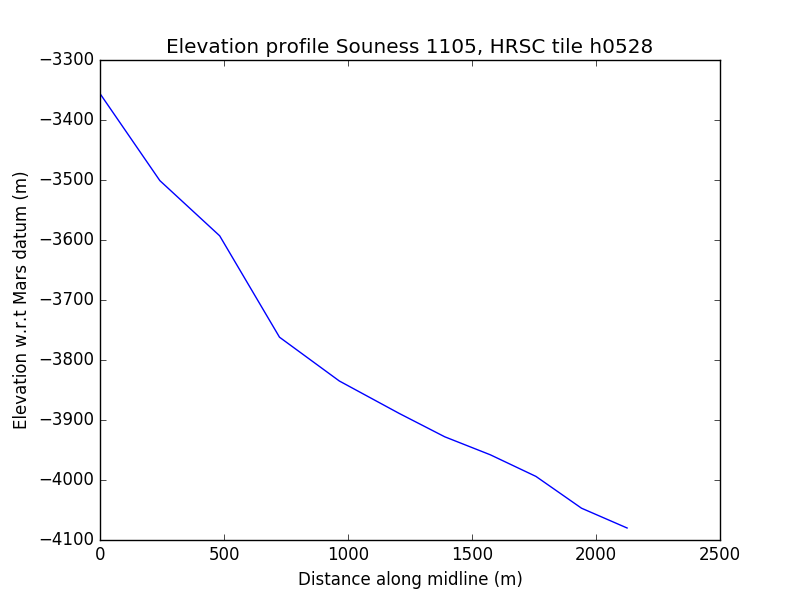 Elevation profile Souness 1105, HRSC tile h0528
−3300
−3400
−3500
−3600
−3700
−3800
−3900
−4000
−4100
Elevation w.r.t Mars datum (m)
0 500 1000 1500 2000 2500
Distance along midline (m)